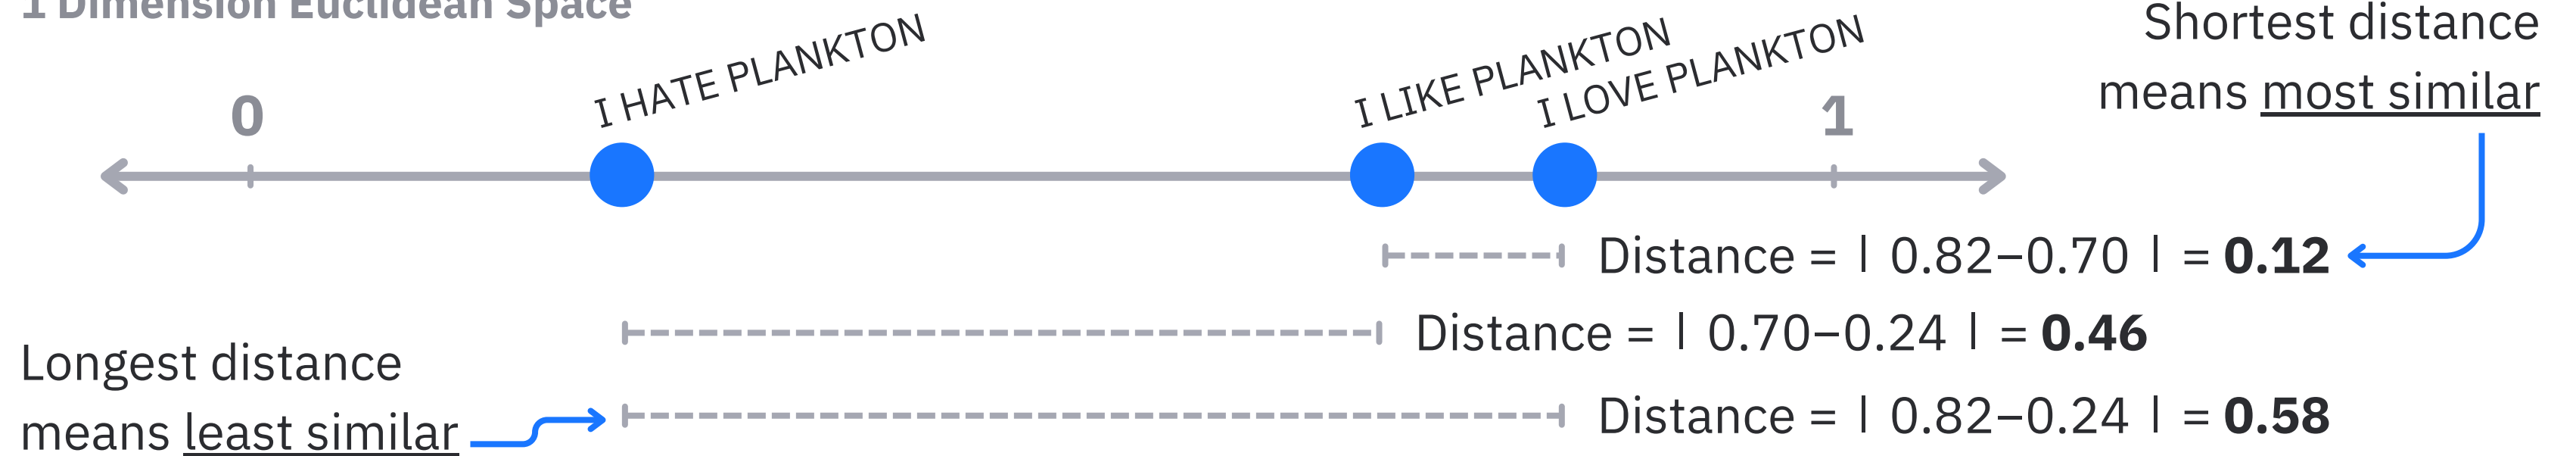 1 Dimension Euclidean Space
I HATE PLANKTON
I LIKE PLANKTON
I LOVE PLANKTON
0
1
Shortest distance
means most similar
Distance = | 0.82–0.70 | = 0.12
Distance = | 0.70–0.24 | = 0.46
Longest distance
means least similar
Distance = | 0.82–0.24 | = 0.58